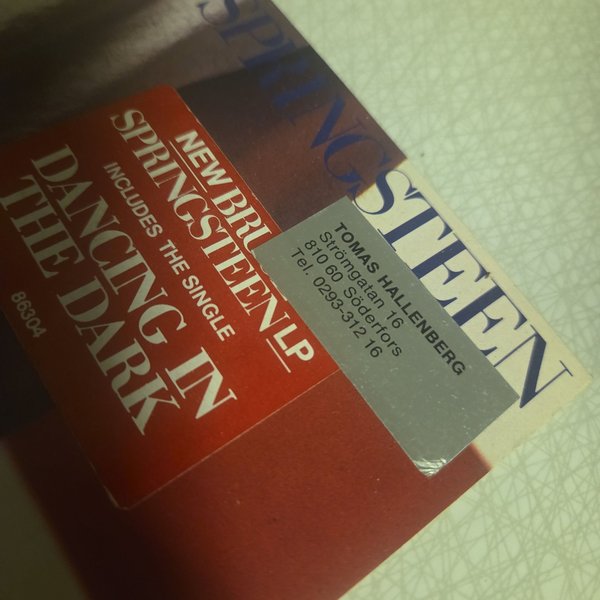 SPRINGSTEEN
NEW BRU
SPRINGSTEEN LP
INCLUDES THE SINGLE
DANCING IN
THE DARK
86304
TOMAS HALLENBERG
Strömgatan 16
810 60 Söderfors
Tel. 0293-312 16